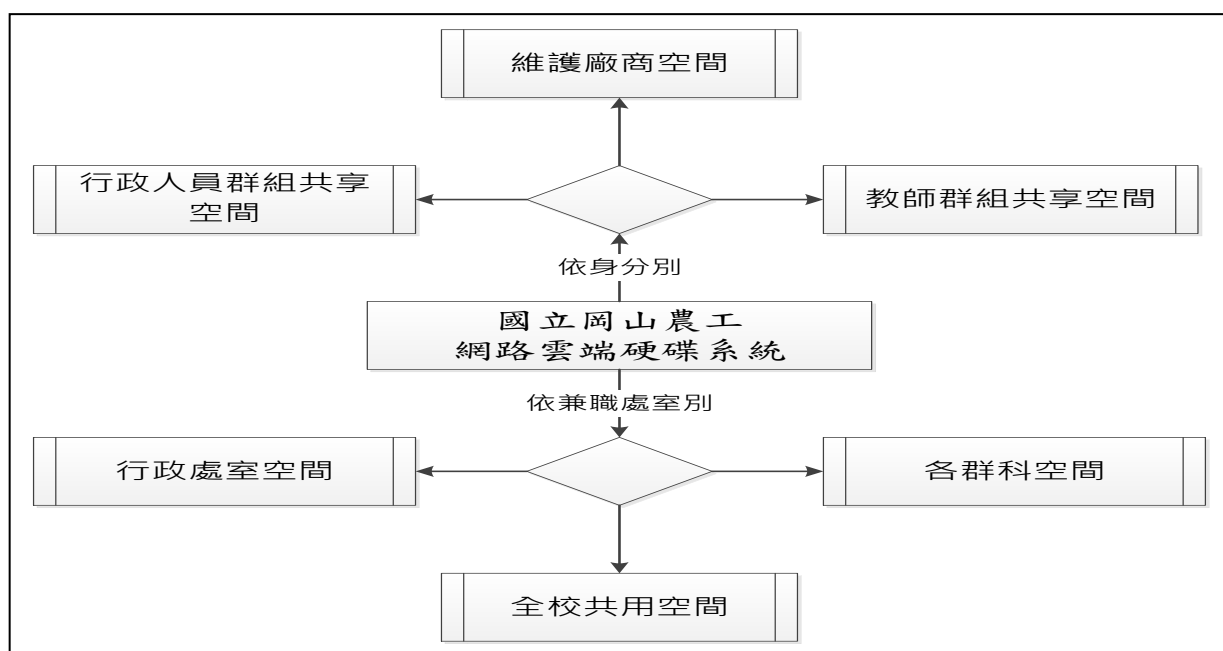 維護廠商空間
行政人員群組共享
空間
教師群組共享空間
依身分別
國立岡山農工
網路雲端硬碟系統
依兼職處室別
行政處室空間
各群科空間
全校共用空間